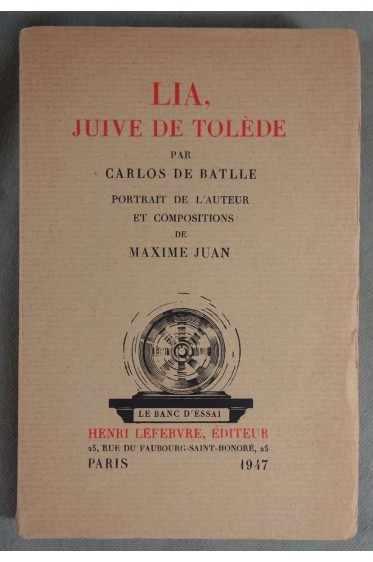 LIA,
JUIVE DE TOLÈDE
PAR
CARLOS DE BATLLE
PORTRAIT DE L'AUTEUR
ET COMPOSITIONS
DE
MAXIME JUAN
LE BANC D'ESSAI
HENRI LEFEBVRE, ÉDITEUR
25, RUE DU FAUBOURG-SAINT-HONORÉ, 25
PARIS 1947